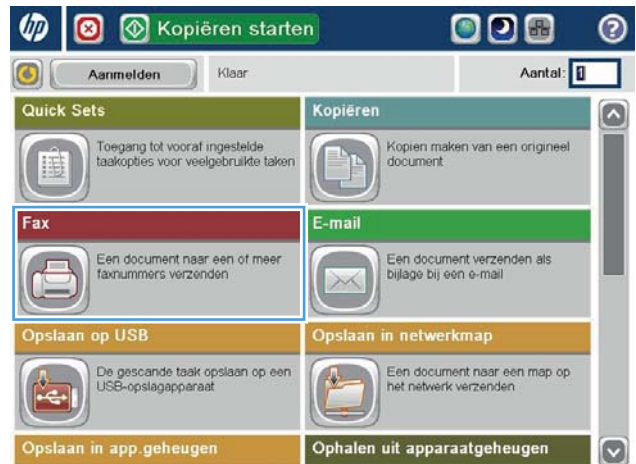 hp
Kopiëren starten
?
Aanmelden
Klaar
Aantal: 1
Quick Sets
Toegang tot vooraf ingestelde
taakopties voor veelgebruikte taken
Kopiëren
Kopien maken van een origineel
document
Fax
Een document naar een of meer
faxnummers verzenden
E-mail
Een document verzenden als
bijlage bij een e-mail
Opslaan op USB
De gescande taak opslaan op een
USB-opslagapparaat
Opslaan in netwerkmap
Een document naar een map op
het netwerk verzenden
Opslaan in app.geheugen
Ophalen uit apparaatgeheugen